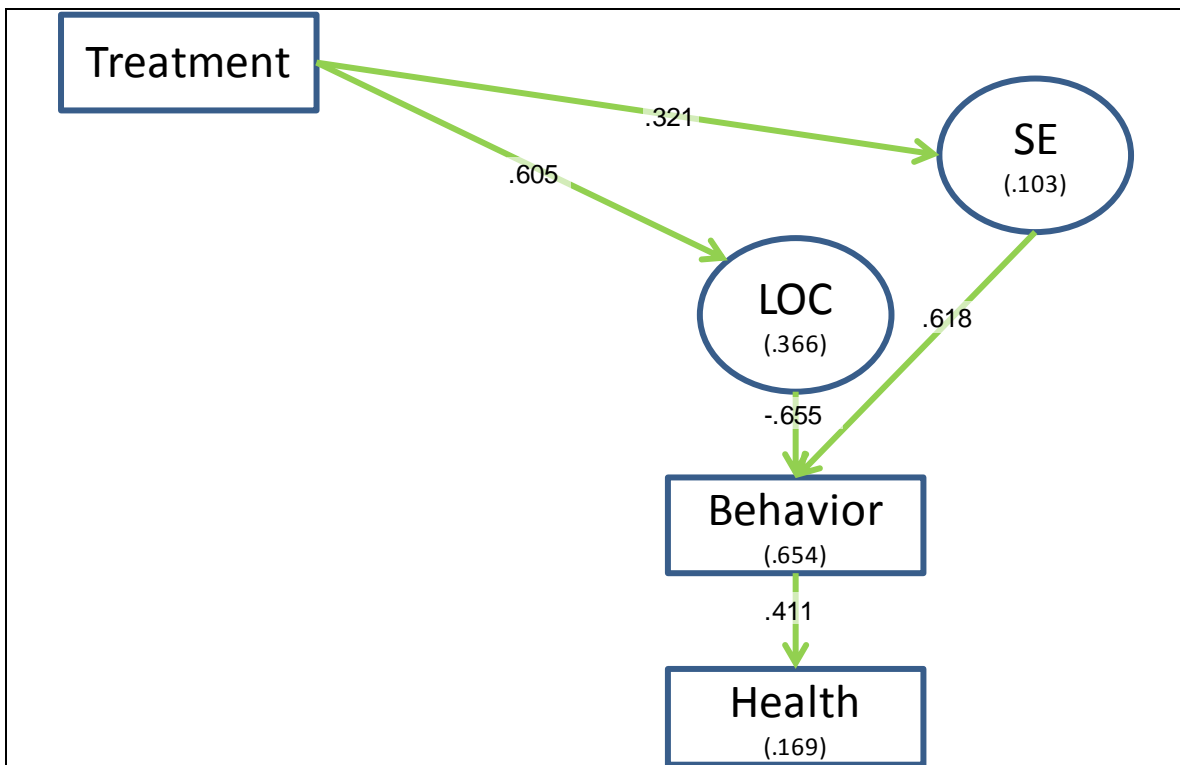 Treatment
.321
SE
(.103)
.605
LOC
(.366)
.618
-.655
Behavior
(.654)
.411
Health
(.169)